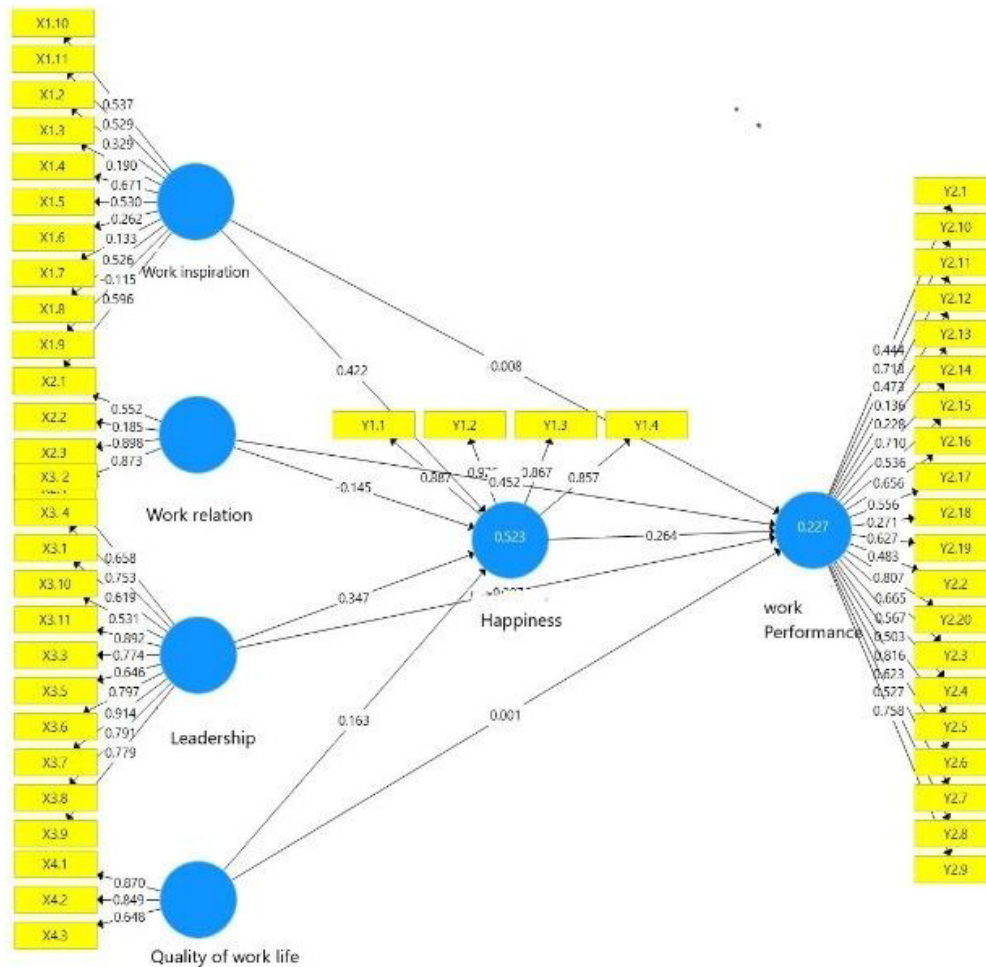 X1.10
X1.11
X1.2
X1.3
X1.4
X1.5
X1.6
X1.7
X1.8
X1.9
0.537
0.529
0.329
0.190
0.671
0.530
0.262
0.133
0.526
-0.115
0.596
Work inspiration
X2.1
X2.2
X2.3
0.552
0.185
0.898
0.873
Work relation
X3. 2
X3. 4
X3.1
X3.10
X3.11
X3.3
X3.5
X3.6
X3.7
X3.8
X3.9
0.658
0.753
0.619
0.531
0.892
0.774
0.646
0.797
0.914
0.791
0.779
Leadership
X4.1
X4.2
X4.3
0.870
0.849
0.648
Quality of work life
0.422
-0.008
-0.145
0.452
0.347
0.163
0.001
0.264
Y1.1
Y1.2
Y1.3
Y1.4
0.887
0.867
0.857
0.523
Happiness
0.227
work
Performance
0.444
0.718
0.473
0.136
0.228
0.710
0.536
0.656
0.556
0.271
0.627
0.483
0.807
0.665
0.567
0.503
0.816
0.623
0.527
0.758
Y2.1
Y2.10
Y2.11
Y2.12
Y2.13
Y2.14
Y2.15
Y2.16
Y2.17
Y2.18
Y2.19
Y2.2
Y2.20
Y2.3
Y2.4
Y2.5
Y2.6
Y2.7
Y2.8
Y2.9